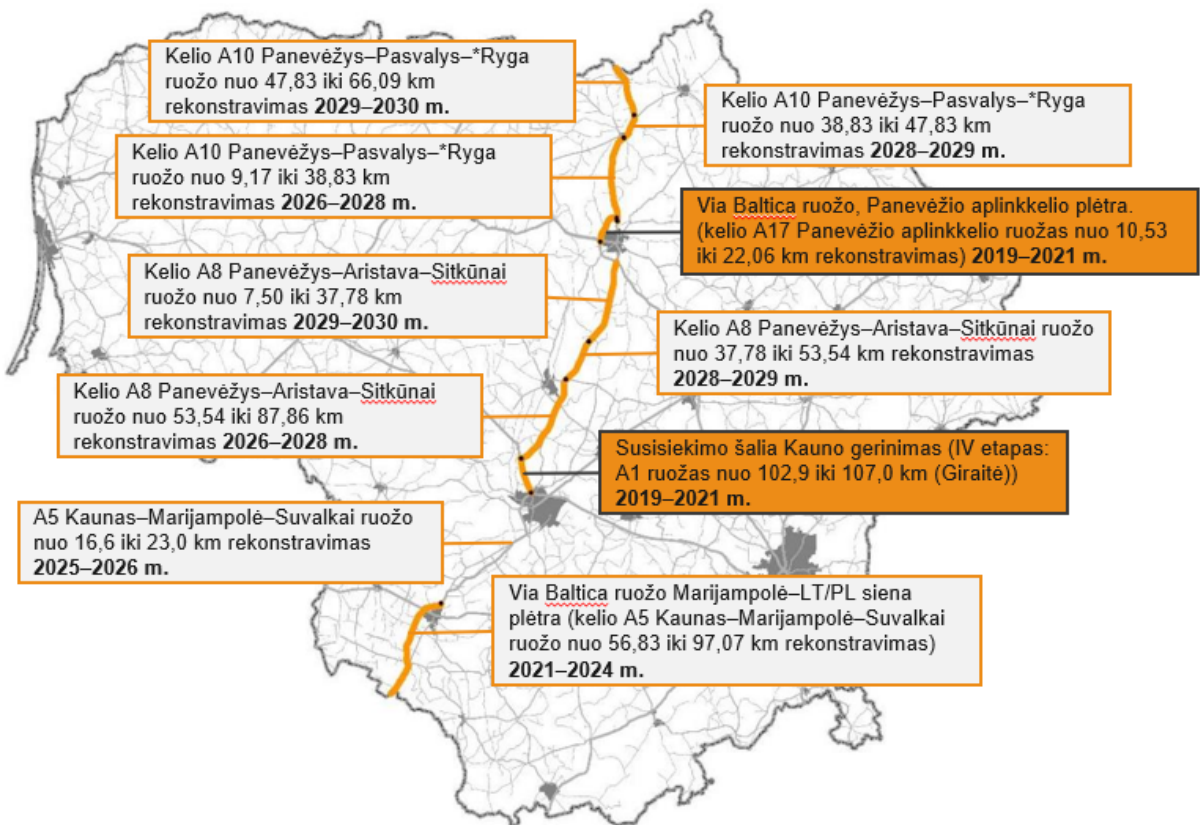 Kelio A10 Panevėžys–Pasvalys–*Ryga
ruožo nuo 47,83 iki 66,09 km
rekonstravimas 2029–2030 m.
Kelio A10 Panevėžys–Pasvalys–*Ryga
ruožo nuo 38,83 iki 47,83 km
rekonstravimas 2028–2029 m.
Kelio A10 Panevėžys–Pasvalys–*Ryga
ruožo nuo 9,17 iki 38,83 km
rekonstravimas 2026–2028 m.
Via Baltica ruožo, Panevėžio aplinkkelio plėtra.
(kelio A17 Panevėžio aplinkkelio ruožas nuo 10,53
iki 22,06 km rekonstravimas) 2019–2021 m.
Kelio A8 Panevėžys–Aristava–Sitkūnai
ruožo nuo 7,50 iki 37,78 km
rekonstravimas 2029–2030 m.
Kelio A8 Panevėžys–Aristava–Sitkūnai ruožo
nuo 37,78 iki 53,54 km rekonstravimas
2028–2029 m.
Kelio A8 Panevėžys–Aristava–Sitkūnai
ruožo nuo 53,54 iki 87,86 km
rekonstravimas 2026–2028 m.
Susisiekimo šalia Kauno gerinimas (IV etapas:
A1 ruožas nuo 102,9 iki 107,0 km (Giraitė))
2019–2021 m.
A5 Kaunas–Marijampolė–Suvalkai ruožo
nuo 16,6 iki 23,0 km rekonstravimas
2025–2026 m.
Via Baltica ruožo Marijampolė–LT/PL siena
plėtra (kelio A5 Kaunas–Marijampolė–Suvalkai
ruožo nuo 56,83 iki 97,07 km rekonstravimas)
2021–2024 m.